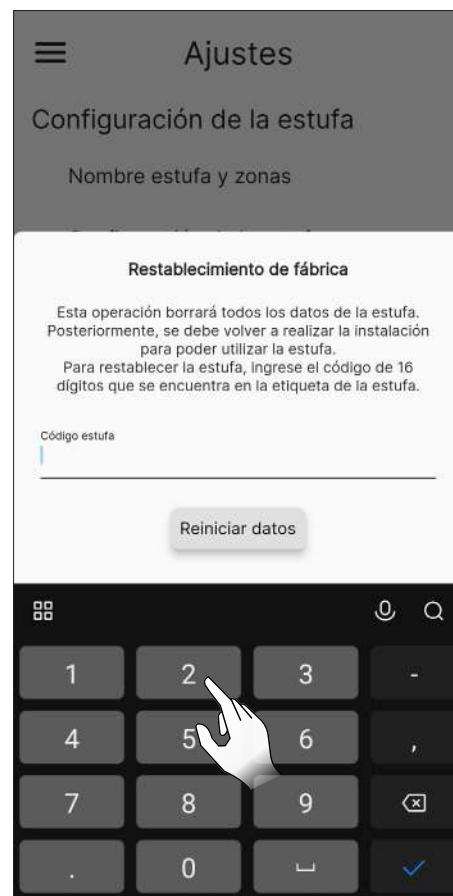 Ajustes
Configuración de la estufa
Nombre estufa y zonas
Restablecimiento de fábrica
Esta operación borrará todos los datos de la estufa.
Posteriormente, se debe volver a realizar la instalación
para poder utilizar la estufa.
Para restablecer la estufa, ingrese el código de 16
dígitos que se encuentra en la etiqueta de la estufa.
Código estufa
Reiniciar datos
1 2 3 -
4 5 6 ,
7 8 9
. 0